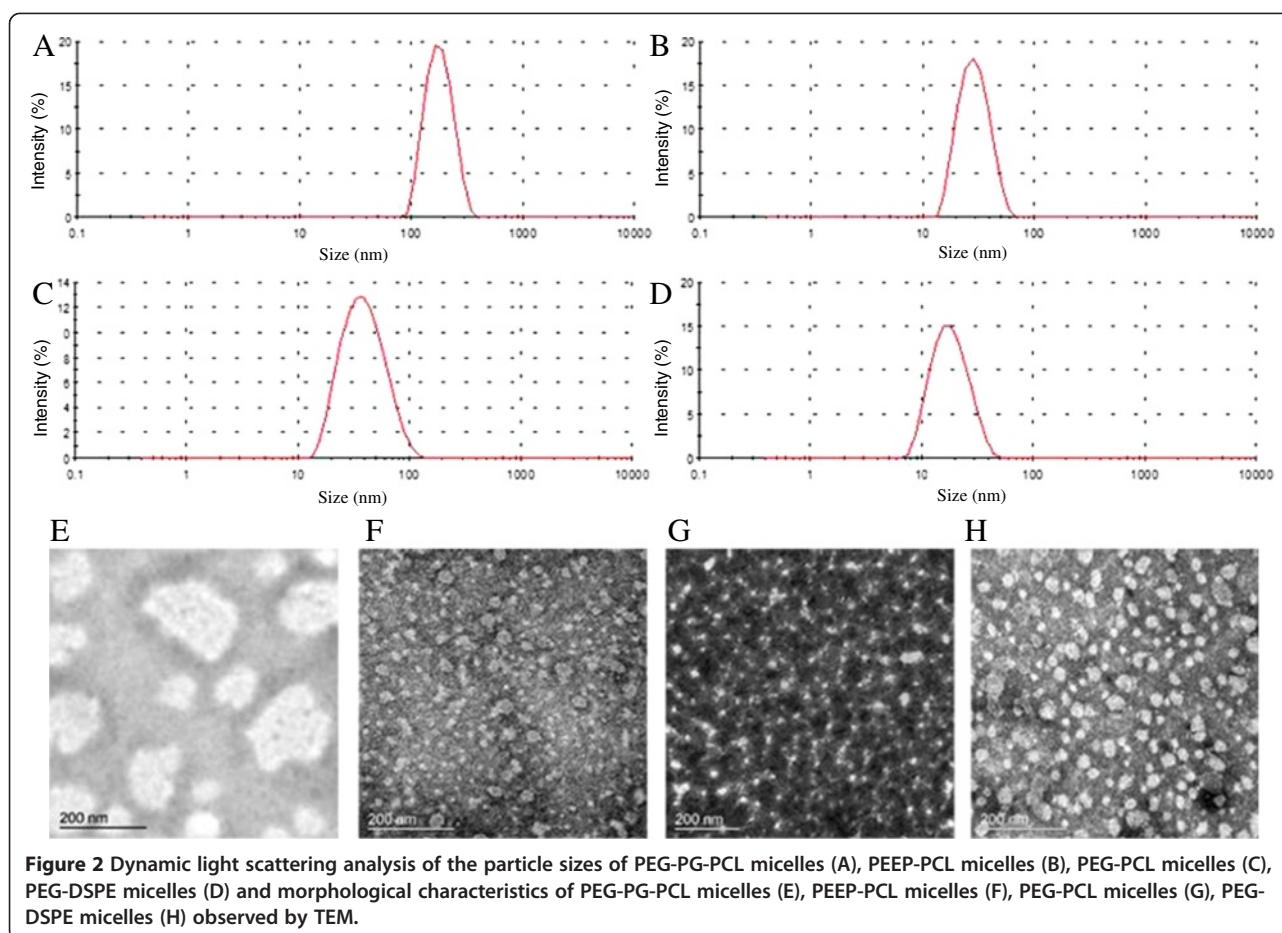 A
20
15
10
5
0
Intensity (%)
0.1 1 10 100 1000 10000
Size (nm)
B
20
15
10
5
0
Intensity (%)
0.1 1 10 100 1000 10000
Size (nm)
C
14
12
10
8
6
4
2
0
Intensity (%)
0.1 1 10 100 1000 10000
Size (nm)
D
20
15
10
5
0
Intensity (%)
0.1 1 10 100 1000 10000
Size (nm)
E
200 nm
F
200 nm
G
200 nm
H
200 nm
Figure 2 Dynamic light scattering analysis of the particle sizes of PEG-PG-PCL micelles (A), PEEP-PCL micelles (B), PEG-PCL micelles (C),
PEG-DSPE micelles (D) and morphological characteristics of PEG-PG-PCL micelles (E), PEEP-PCL micelles (F), PEG-PCL micelles (G), PEG-
DSPE micelles (H) observed by TEM.